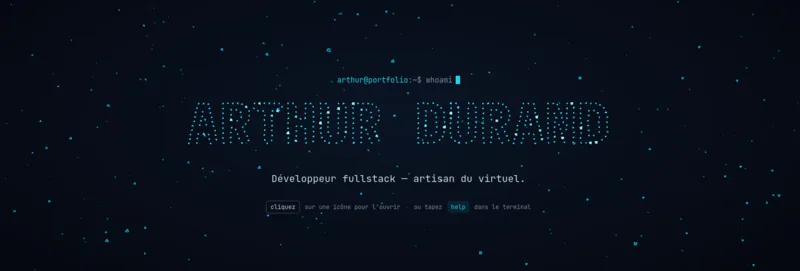 arthur@portfolio:~$ whoami
ARTHUR DURAND
Développeur fullstack — artisan du virtuel.
cliquez sur une icône pour l'ouvrir · ou tapez help dans le terminal